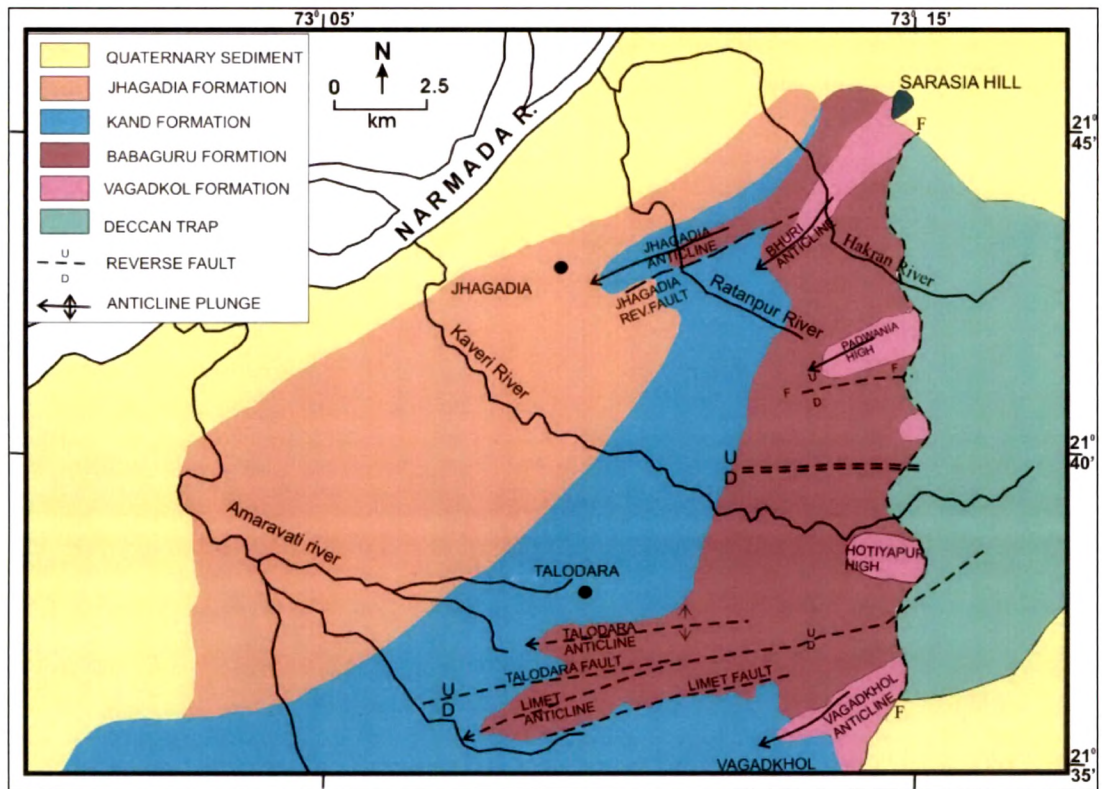 73° 05’
73° 15’
QUATERNARY SEDIMENT
JHAGADIA FORMATION
KAND FORMATION
BABAGURU FORMTION
VAGADKOL FORMATION
DECCAN TRAP
U
D
REVERSE FAULT
ANTICLINE PLUNGE
N
0 2.5
km
NARMADA R.
SARASIA HILL
F
21°
45’
JHAGADIA
ANTICLINE
BHURI
ANTICLINE
Hakran River
JHAGADIA
JHAGADIA
REV.FAULT
Ratanpur River
Kaveri River
PADWANIA
HIGH
U
F
F
D
21°
40’
U
D
Amaravati river
HOTIYAPUR
HIGH
TALODARA
TALODARA
ANTICLINE
U
D
TALODARA FAULT
LIMET FAULT
U
D
LIMET
ANTICLINE
VAGADKHOL
ANTICLINE
F
VAGADKHOL
21°
35’